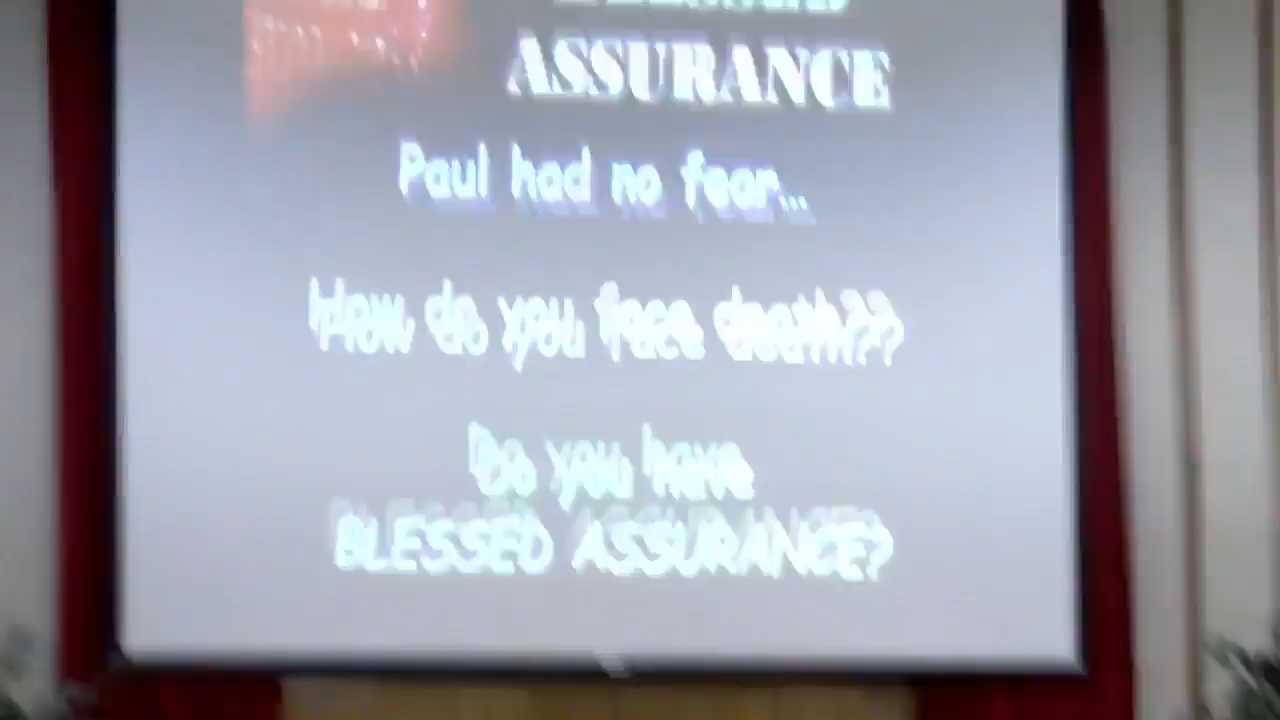 ASSURANCE
Paul had no fear...
How do you face death??
Do you have
BLESSED ASSURANCE?